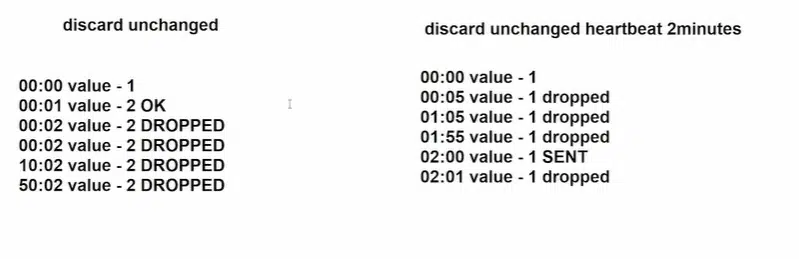 discard unchanged
00:00 value - 1
00:01 value - 2 OK
00:02 value - 2 DROPPED
00:02 value - 2 DROPPED
10:02 value - 2 DROPPED
50:02 value - 2 DROPPED
discard unchanged heartbeat 2minutes
00:00 value - 1
00:05 value - 1 dropped
01:05 value - 1 dropped
01:55 value - 1 dropped
02:00 value - 1 SENT
02:01 value - 1 dropped